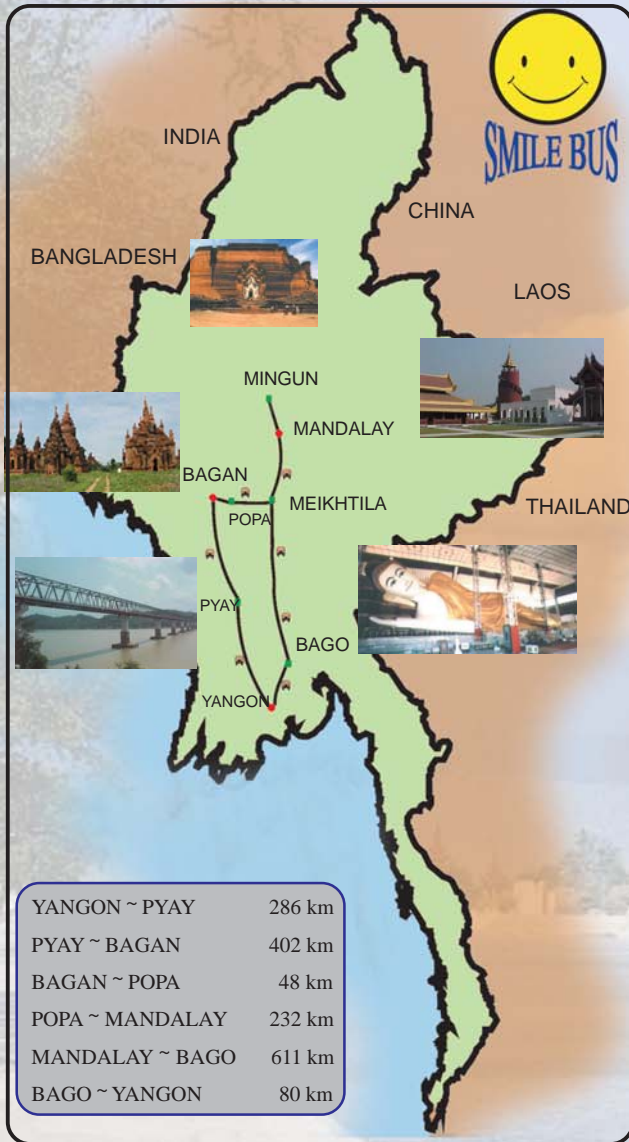 SMILE BUS
INDIA
CHINA
BANGLADESH
LAOS
MINGUN
MANDALAY
BAGAN
MEIKHTILA
POPA
THAILAND
PYAY
BAGO
YANGON
YANGON ~ PYAY 286 km
PYAY ~ BAGAN 402 km
BAGAN ~ POPA 48 km
POPA ~ MANDALAY 232 km
MANDALAY ~ BAGO 611 km
BAGO ~ YANGON 80 km